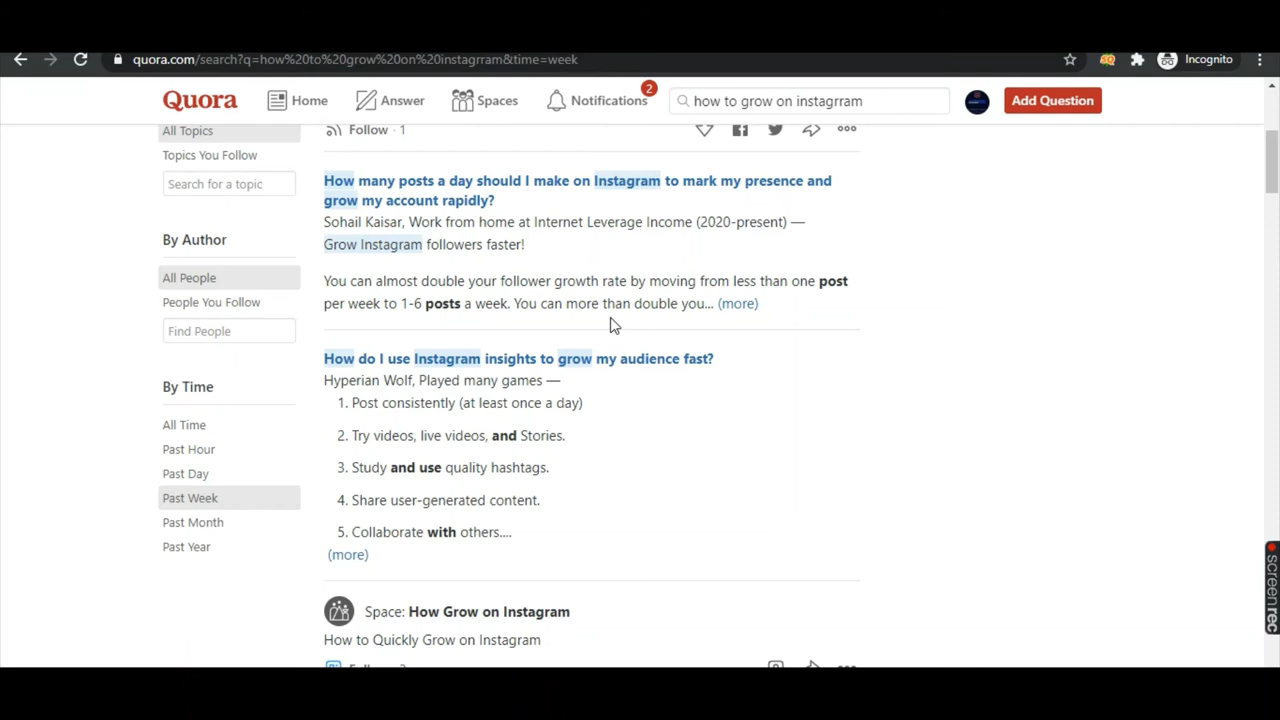 quora.com/search?q=how%20to%20grow%20on%20instagrram&time=week
Incognito
Quora Home Answer Spaces Notifications 2 how to grow on instagrram Add Question
All Topics
Topics You Follow
Search for a topic
By Author
All People
People You Follow
Find People
By Time
All Time
Past Hour
Past Day
Past Week
Past Month
Past Year
Follow · 1
How many posts a day should I make on Instagram to mark my presence and
grow my account rapidly?
Sohail Kaisar, Work from home at Internet Leverage Income (2020-present) —
Grow Instagram followers faster!
You can almost double your follower growth rate by moving from less than one post
per week to 1-6 posts a week. You can more than double you... (more)
How do I use Instagram insights to grow my audience fast?
Hyperian Wolf, Played many games —
1. Post consistently (at least once a day)
2. Try videos, live videos, and Stories.
3. Study and use quality hashtags.
4. Share user-generated content.
5. Collaborate with others....
(more)
Space: How Grow on Instagram
How to Quickly Grow on Instagram
screenrec